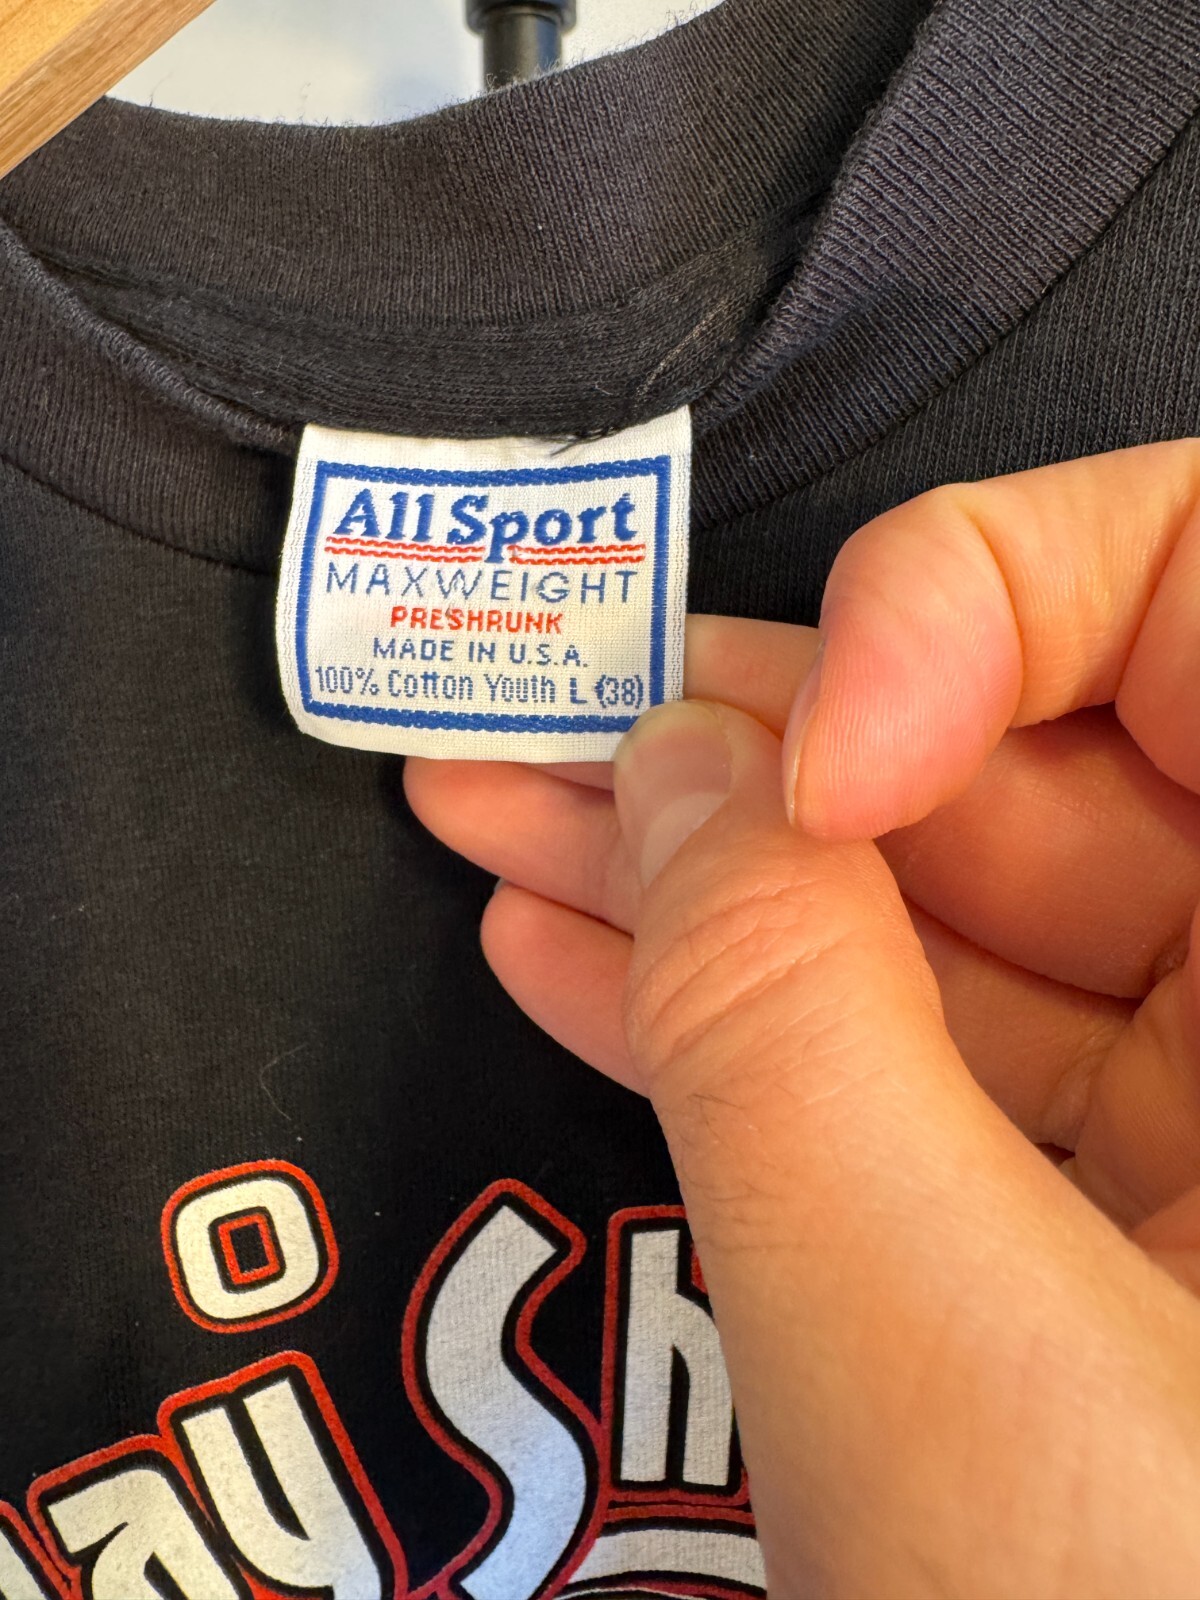 All Sport
MAXWEIGHT
PRESHRUNK
MADE IN U.S.A.
100% Cotton Youth L (38)